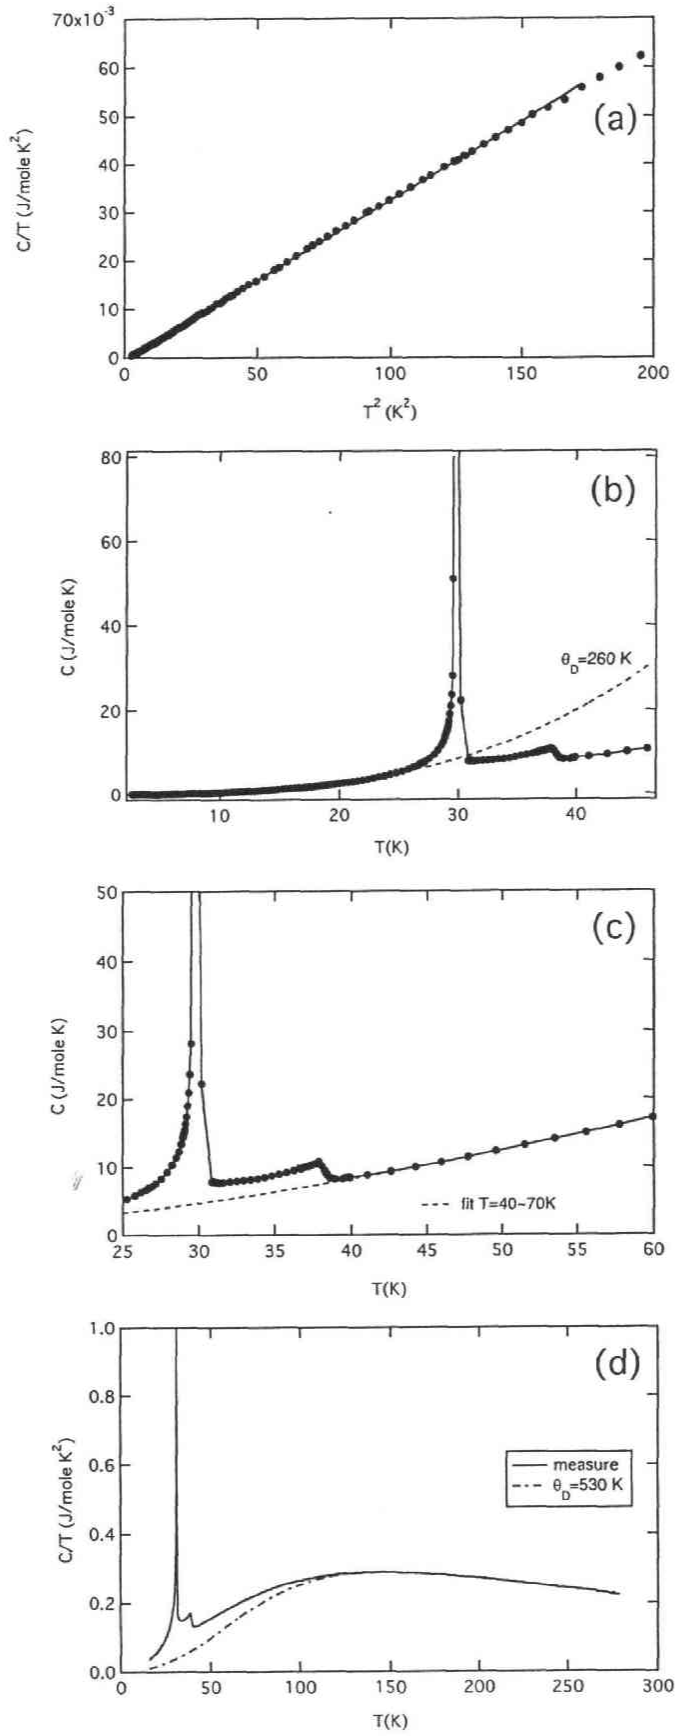 70x10⁻³
60
50
40
30
20
10
0
C/T (J/mole K²)
(a)
0 50 100 150 200
T² (K²)
80
60
40
20
0
C (J/mole K)
(b)
θD=260 K
10 20 30 40
T(K)
50
40
30
20
10
0
C (J/mole K)
(c)
fit T=40~70K
25 30 35 40 45 50 55 60
T(K)
1.0
0.8
0.6
0.4
0.2
0.0
C/T (J/mole K²)
(d)
measure
θD=530 K
0 50 100 150 200 250 300
T(K)